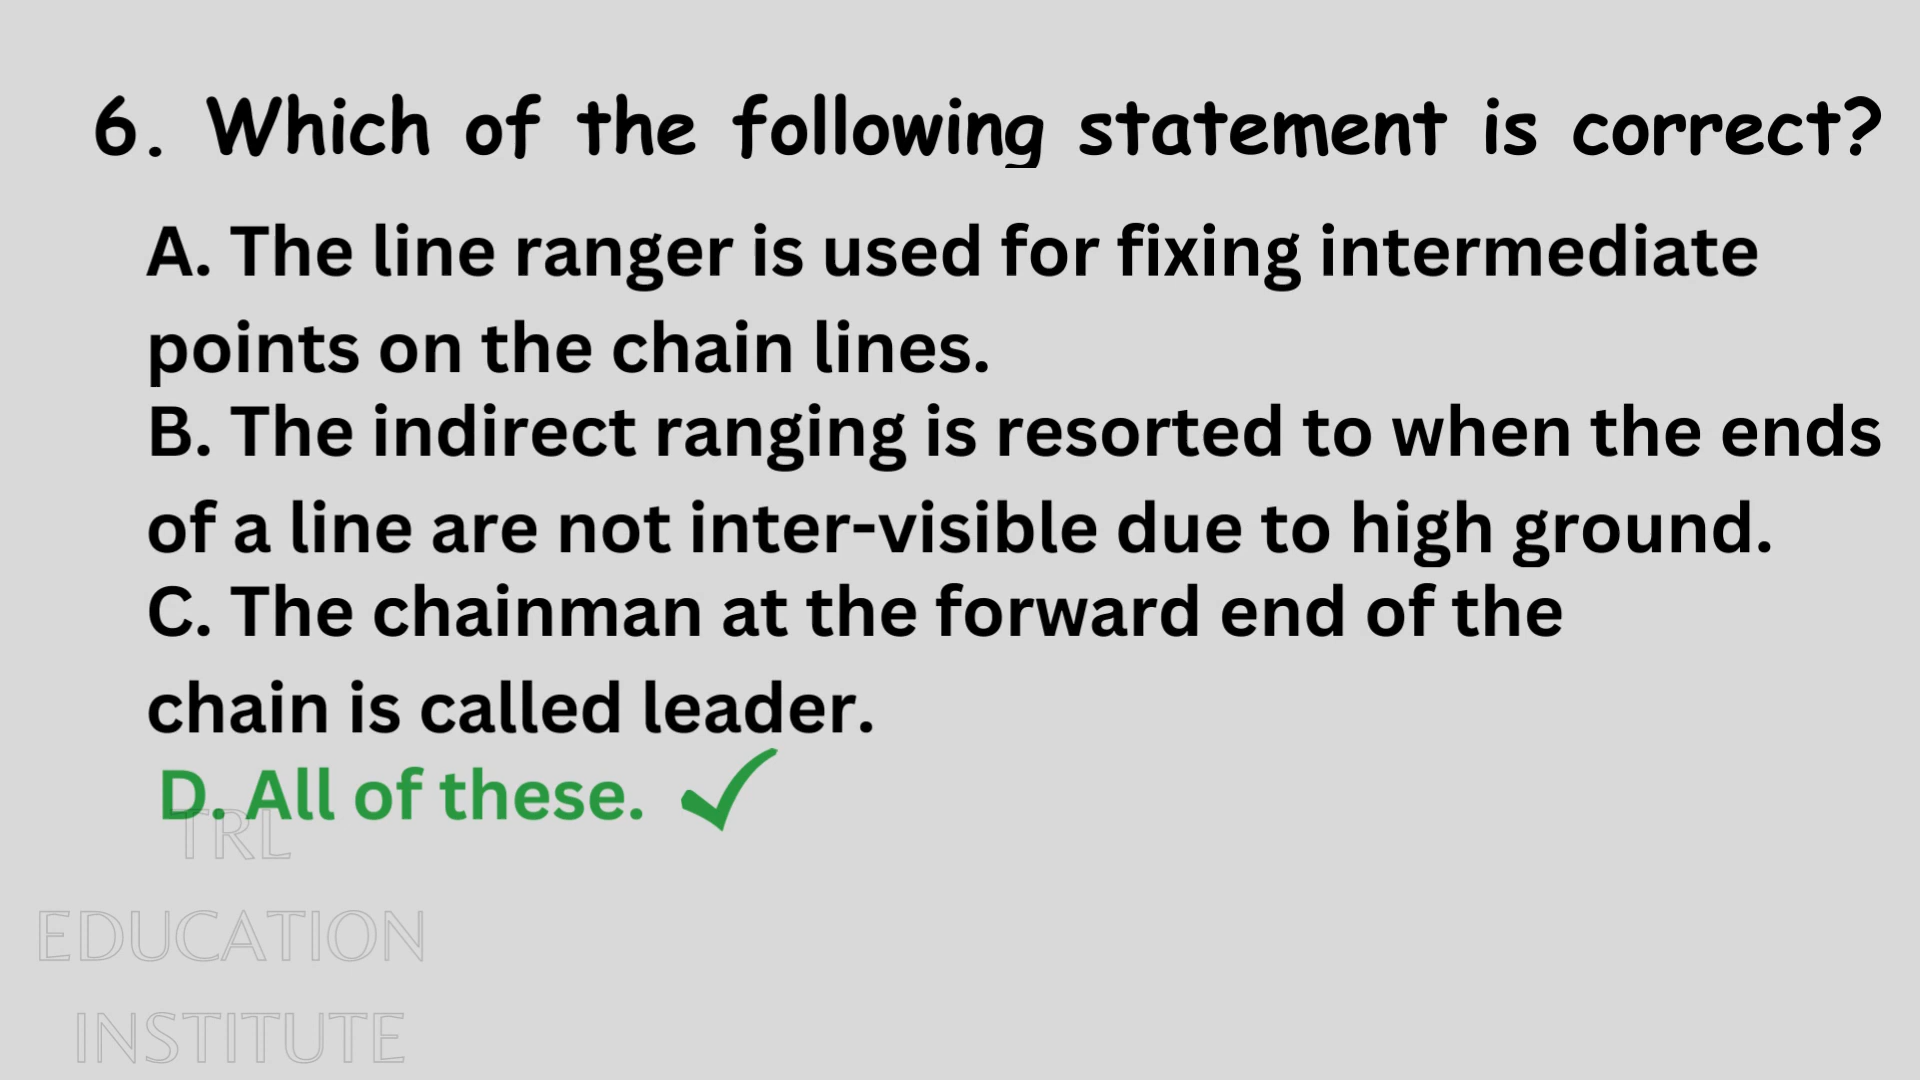 6. Which of the following statement is correct?
A. The line ranger is used for fixing intermediate
points on the chain lines.
B. The indirect ranging is resorted to when the ends
of a line are not inter-visible due to high ground.
C. The chainman at the forward end of the
chain is called leader.
D. All of these.
TRL
EDUCATION
INSTITUTE